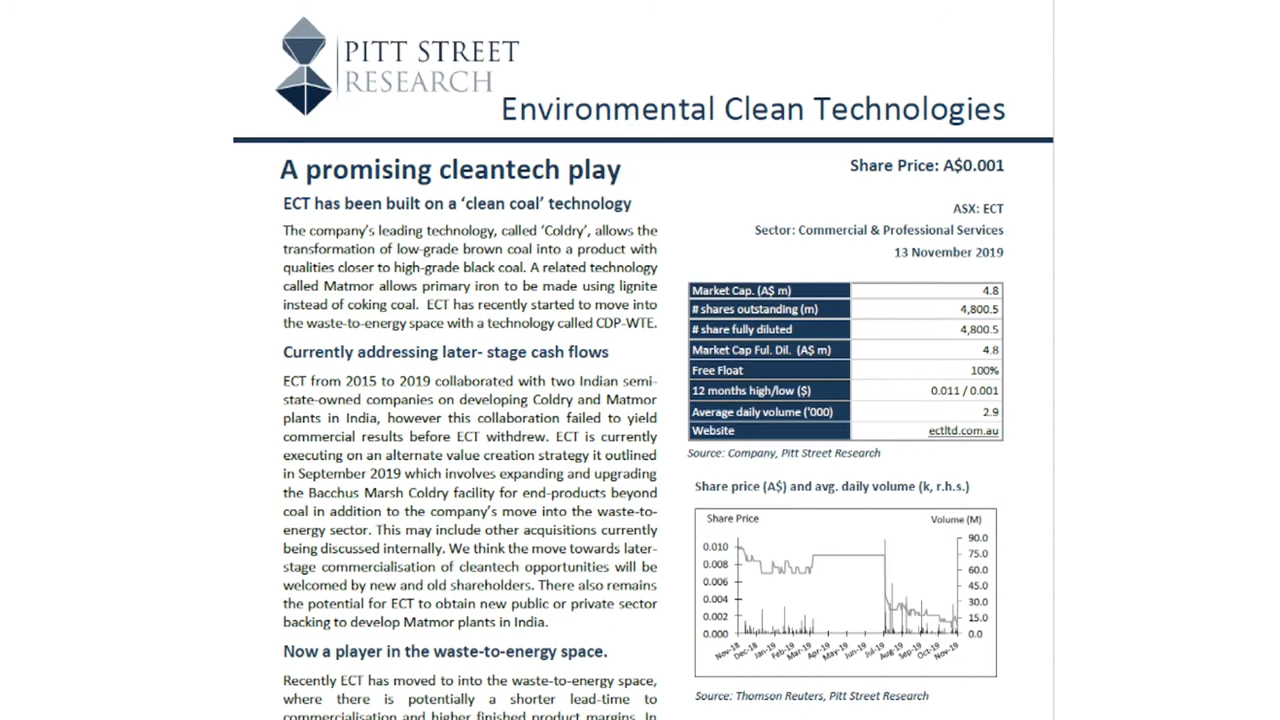 PITT STREET
RESEARCH
Environmental Clean Technologies
A promising cleantech play
ECT has been built on a ‘clean coal’ technology
The company’s leading technology, called ‘Coldry’, allows the
transformation of low-grade brown coal into a product with
qualities closer to high-grade black coal. A related technology
called Matmor allows primary iron to be made using lignite
instead of coking coal.  ECT has recently started to move into
the waste-to-energy space with a technology called CDP-WTE.
Currently addressing later- stage cash flows
ECT from 2015 to 2019 collaborated with two Indian semi-
state-owned companies on developing Coldry and Matmor
plants in India, however this collaboration failed to yield
commercial results before ECT withdrew. ECT is currently
executing on an alternate value creation strategy it outlined
in September 2019 which involves expanding and upgrading
the Bacchus Marsh Coldry facility for end-products beyond
coal in addition to the company’s move into the waste-to-
energy sector. This may include other acquisitions currently
being discussed internally. We think the move towards later-
stage commercialisation of cleantech opportunities will be
welcomed by new and old shareholders. There also remains
the potential for ECT to obtain new public or private sector
backing to develop Matmor plants in India.
Now a player in the waste-to-energy space.
Recently ECT has moved to into the waste-to-energy space,
where there is potentially a shorter lead-time to
commercialisation and higher finished product margins. In
Share Price: A$0.001
ASX: ECT
Sector: Commercial & Professional Services
13 November 2019
Market Cap. (A$ m) 4.8
# shares outstanding (m) 4,800.5
# share fully diluted 4,800.5
Market Cap Ful. Dil.  (A$ m) 4.8
Free Float 100%
12 months high/low ($) 0.011 / 0.001
Average daily volume ('000) 2.9
Website ectltd.com.au
Source: Company, Pitt Street Research
Share price (A$) and avg. daily volume (k, r.h.s.)
Share Price Volume (M)
0.010
0.008
0.006
0.004
0.002
0.000
90.0
75.0
60.0
45.0
30.0
15.0
0.0
Nov-18 Dec-18 Jan-19 Feb-19 Mar-19 Apr-19 May-19 Jun-19 Jul-19 Aug-19 Sep-19 Oct-19 Nov-19
Source: Thomson Reuters, Pitt Street Research